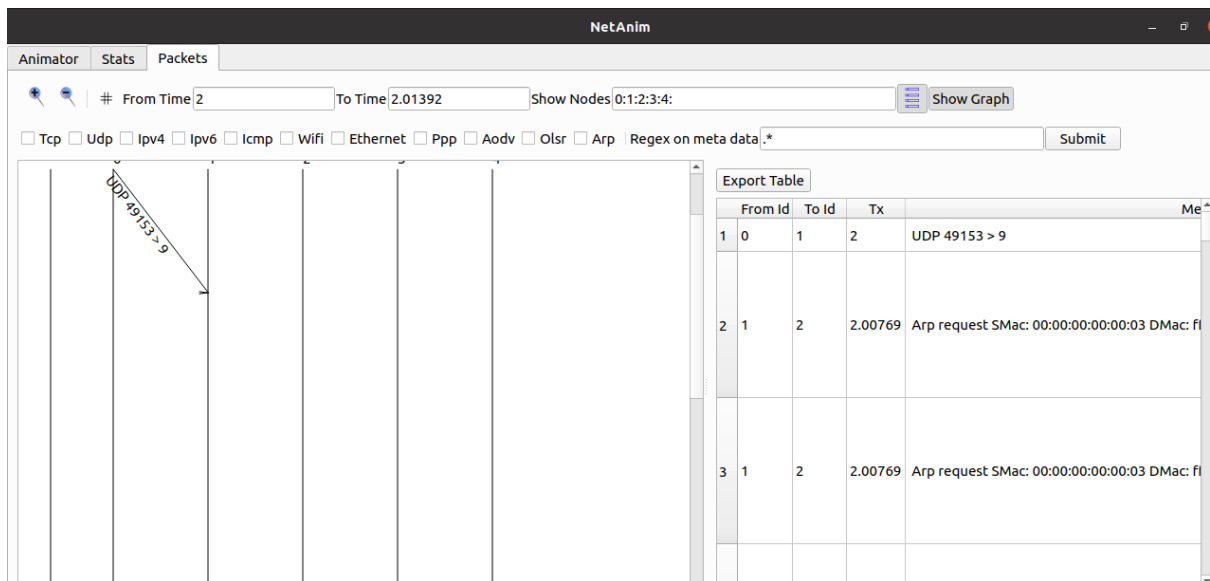 NetAnim
Animator Stats Packets
# From Time 2 To Time 2.01392 Show Nodes 0:1:2:3:4: Show Graph
Tcp Udp Ipv4 Ipv6 Icmp Wifi Ethernet Ppp Aodv Olsr Arp Regex on meta data .* Submit
UDP 49153 > 9
Export Table
From Id To Id Tx Me
1 0 1 2 UDP 49153 > 9
2 1 2 2.00769 Arp request SMac: 00:00:00:00:00:03 DMac: ff
3 1 2 2.00769 Arp request SMac: 00:00:00:00:00:03 DMac: ff